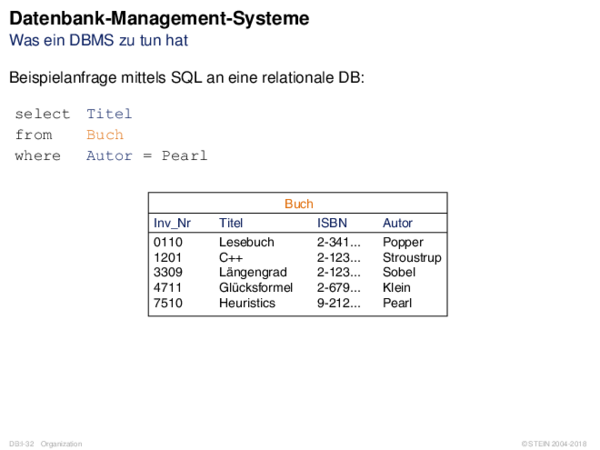 Datenbank-Management-Systeme
Was ein DBMS zu tun hat
Beispielanfrage mittels SQL an eine relationale DB:
select Titel
from Buch
where Autor = Pearl
Buch
Inv_Nr Titel ISBN Autor
0110 Lesebuch 2-341... Popper
1201 C++ 2-123... Stroustrup
3309 Längengrad 2-123... Sobel
4711 Glücksformel 2-679... Klein
7510 Heuristics 9-212... Pearl
DB:I-32 Organization © STEIN 2004-2018